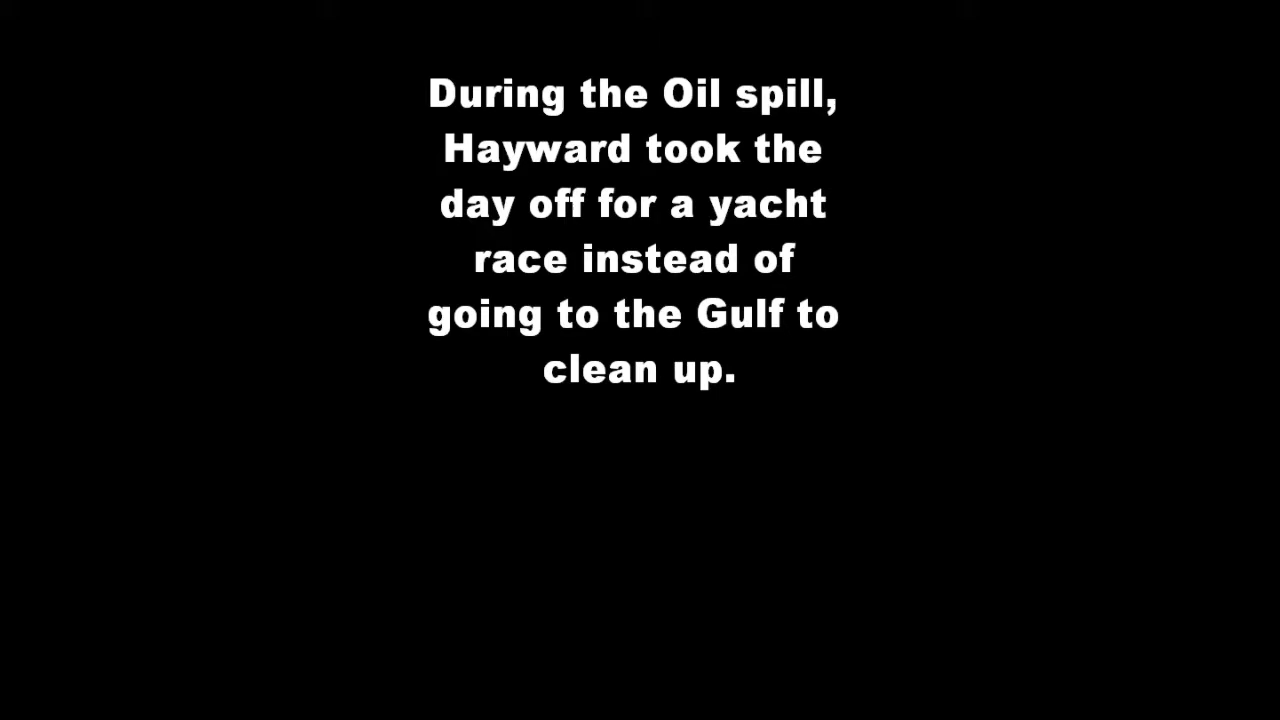 During the Oil spill,
Hayward took the
day off for a yacht
race instead of
going to the Gulf to
clean up.